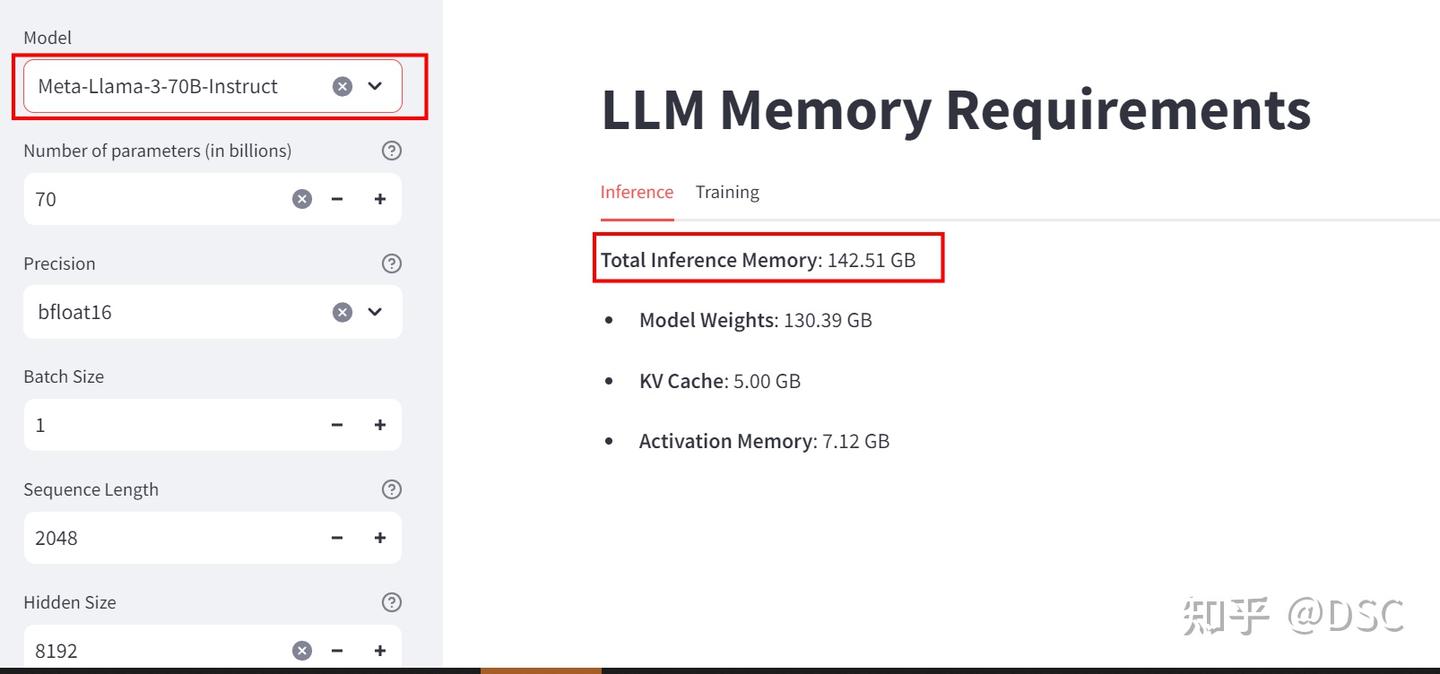 Model
Meta-Llama-3-70B-Instruct
Number of parameters (in billions)
70
Precision
bfloat16
Batch Size
1
Sequence Length
2048
Hidden Size
8192
LLM Memory Requirements
Inference Training
Total Inference Memory: 142.51 GB
• Model Weights: 130.39 GB
• KV Cache: 5.00 GB
• Activation Memory: 7.12 GB
知乎 @DSC